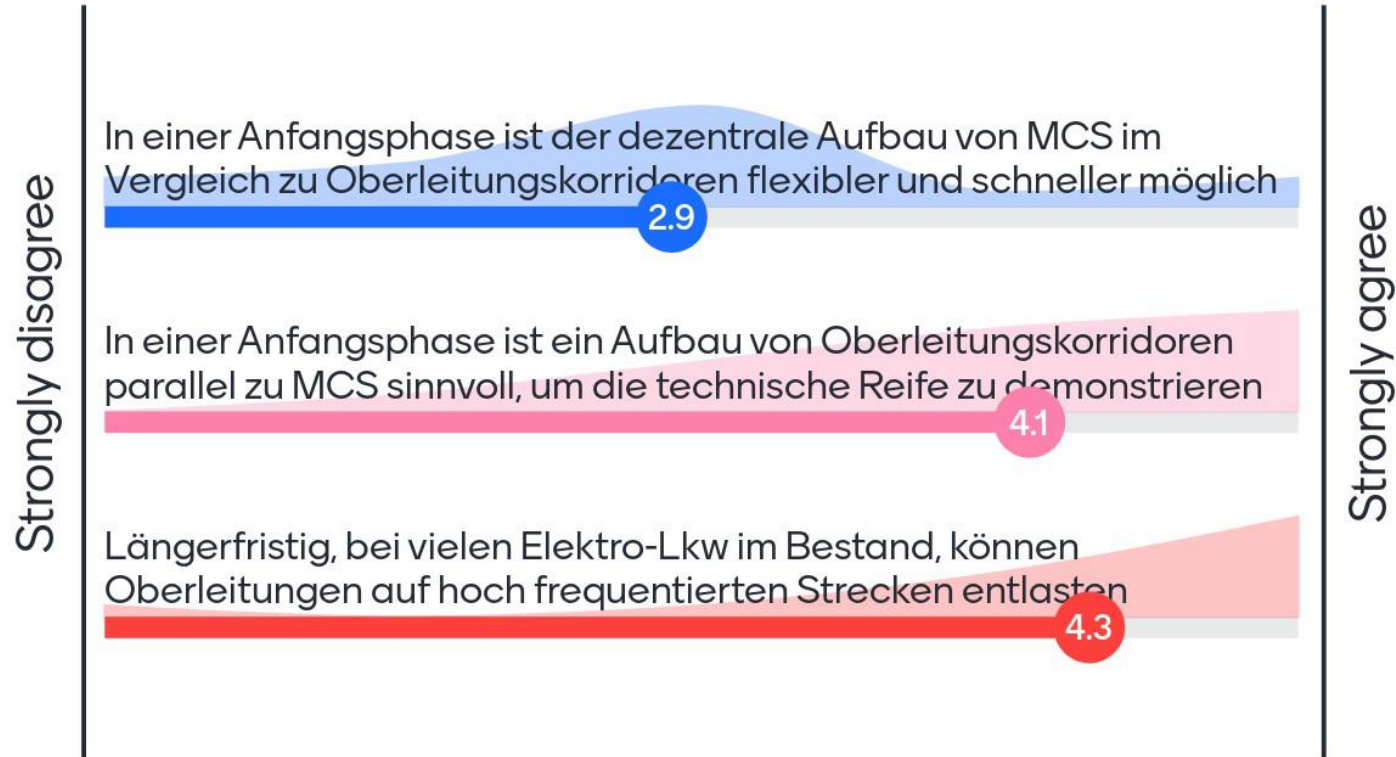 Strongly disagree
In einer Anfangsphase ist der dezentrale Aufbau von MCS im
Vergleich zu Oberleitungskorridoren flexibler und schneller möglich
2.9
In einer Anfangsphase ist ein Aufbau von Oberleitungskorridoren
parallel zu MCS sinnvoll, um die technische Reife zu demonstrieren
4.1
Längerfristig, bei vielen Elektro-Lkw im Bestand, können
Oberleitungen auf hoch frequentierten Strecken entlasten
4.3
Strongly agree